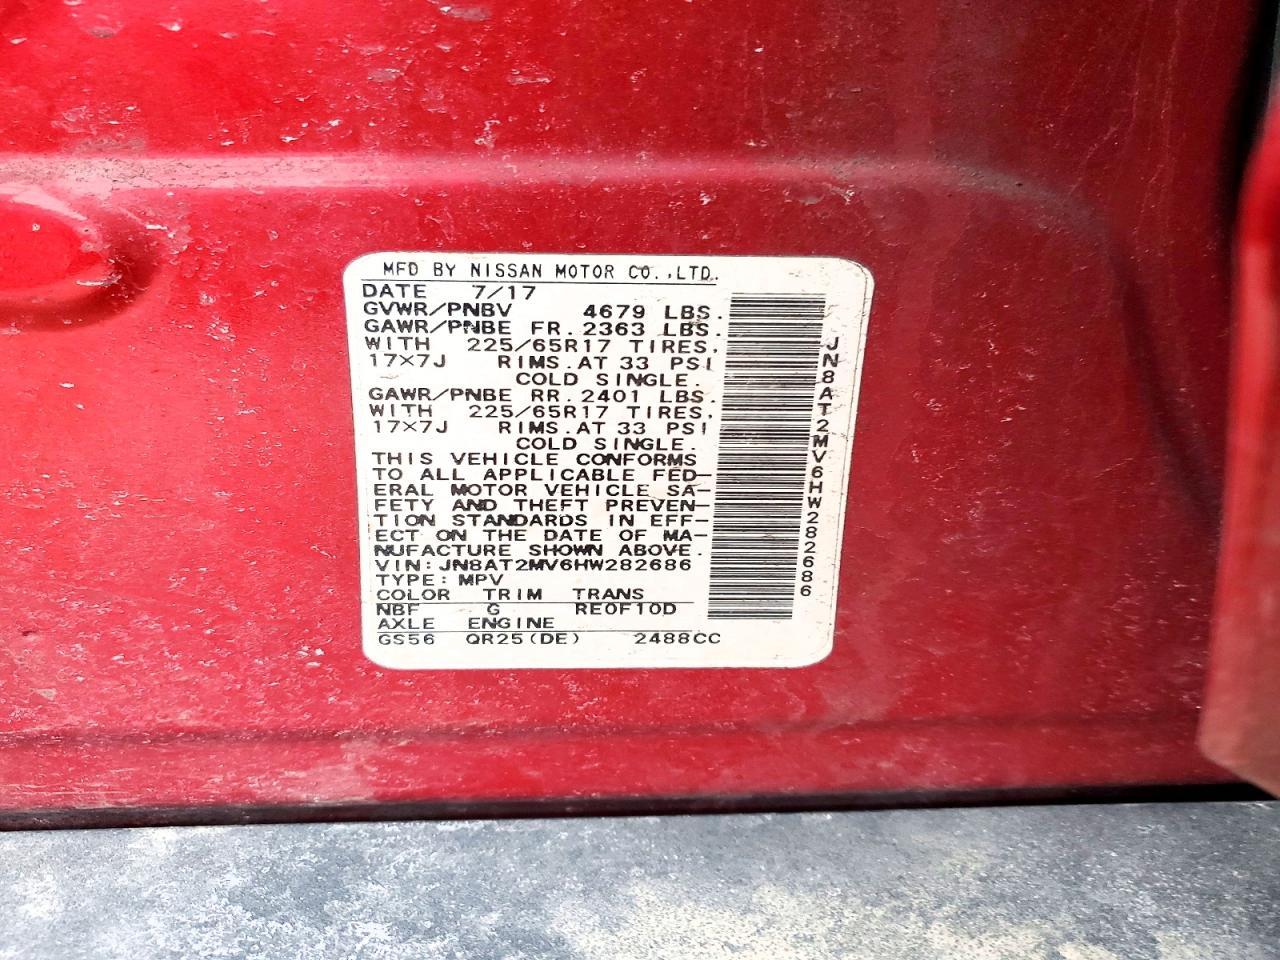 MFD BY NISSAN MOTOR CO.,LTD.
DATE 7/17
GVWR/PNBV 4679 LBS.
GAWR/PNBE FR. 2363 LBS.
WITH 225/65R17 TIRES,
17×7J RIMS.AT 33 PSI
COLD SINGLE.
GAWR/PNBE RR. 2401 LBS.
WITH 225/65R17 TIRES,
17×7J RIMS.AT 33 PSI
COLD SINGLE.
THIS VEHICLE CONFORMS
TO ALL APPLICABLE FED-
ERAL MOTOR VEHICLE SA-
FETY AND THEFT PREVEN-
TION STANDARDS IN EFF-
ECT ON THE DATE OF MA-
NUFACTURE SHOWN ABOVE.
VIN:JN8AT2MV6HW282686
TYPE:MPV
COLOR TRIM TRANS
NBF G RE0F10D
AXLE ENGINE
GS56 QR25(DE) 2488CC
JN8AT2MV6HW282686